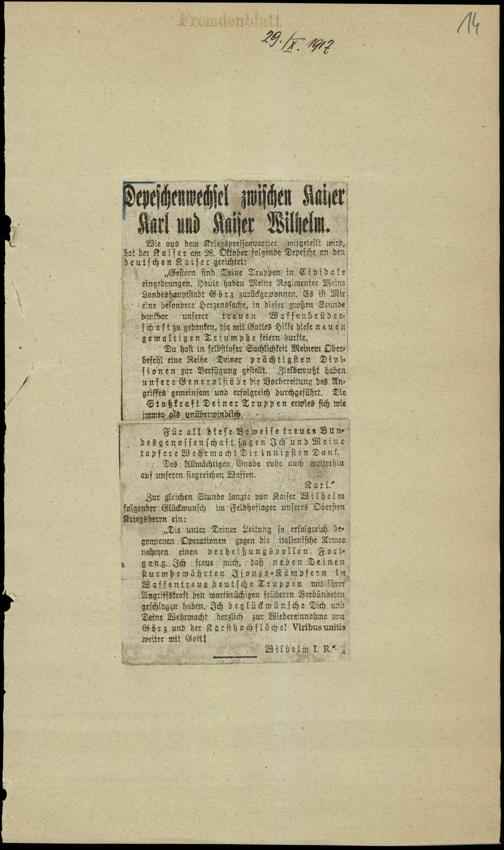 Fremdenblatt
29./X. 1917
14
Depeschenwechsel zwischen Kaiser
Karl und Kaiser Wilhelm.
Wie aus dem Kriegspressequartier mitgeteilt wird,
hat der Kaiser am 28. Oktober folgende Depesche an den
deutschen Kaiser gerichtet:
„Gestern sind Deine Truppen in Cividale
eingedrungen. Heute haben Meine Regimenter Meine
Landeshauptstadt Görz zurückgewonnen. Es ist Mir
eine besondere Herzenssache, in dieser großen Stunde
dankbar unserer treuen Waffenbrüder-
schaft zu gedenken, die mit Gottes Hilfe diese neuen
gewaltigen Triumphe feiern durfte.
Du hast in selbstloser Sachlichkeit Meinem Ober-
befehl eine Reihe Deiner prächtigsten Divi-
sionen zur Verfügung gestellt. Zielbewußt haben
unsere Generalstäbe die Vorbereitung des An-
griffes gemeinsam und erfolgreich durchgeführt. Die
Stoßkraft Deiner Truppen erwies sich wie
immer als unüberwindlich.
Für all diese Beweise treuer Bun-
desgenossenschaft sagen Ich und Meine
tapfere Wehrmacht Dir innigsten Dank.
Des Allmächtigen Gnade ruhe auch weiterhin
auf unseren siegreichen Waffen.
Karl.“
Zur gleichen Stunde langte von Kaiser Wilhelm
folgender Glückwunsch im Feldhoflager unseres Obersten
Kriegsherrn ein:
„Die unter Deiner Leitung so erfolgreich be-
gonnenen Operationen gegen die italienische Armee
nehmen einen verheißungsvollen Fort-
gang. Ich freue mich, daß neben Deinen
sturmbewährten Isonzo-Kämpfern in
Waffentreue deutsche Truppen mit ihrer
Angriffskraft den wortbrüchigen früheren Verbündeten
geschlagen haben. Ich beglückwünsche Dich und
Deine Wehrmacht herzlich zur Wiedereinnahme von
Görz und der Karsthochfläche! Viribus unitis
weiter mit Gott!
Wilhelm I. R.“